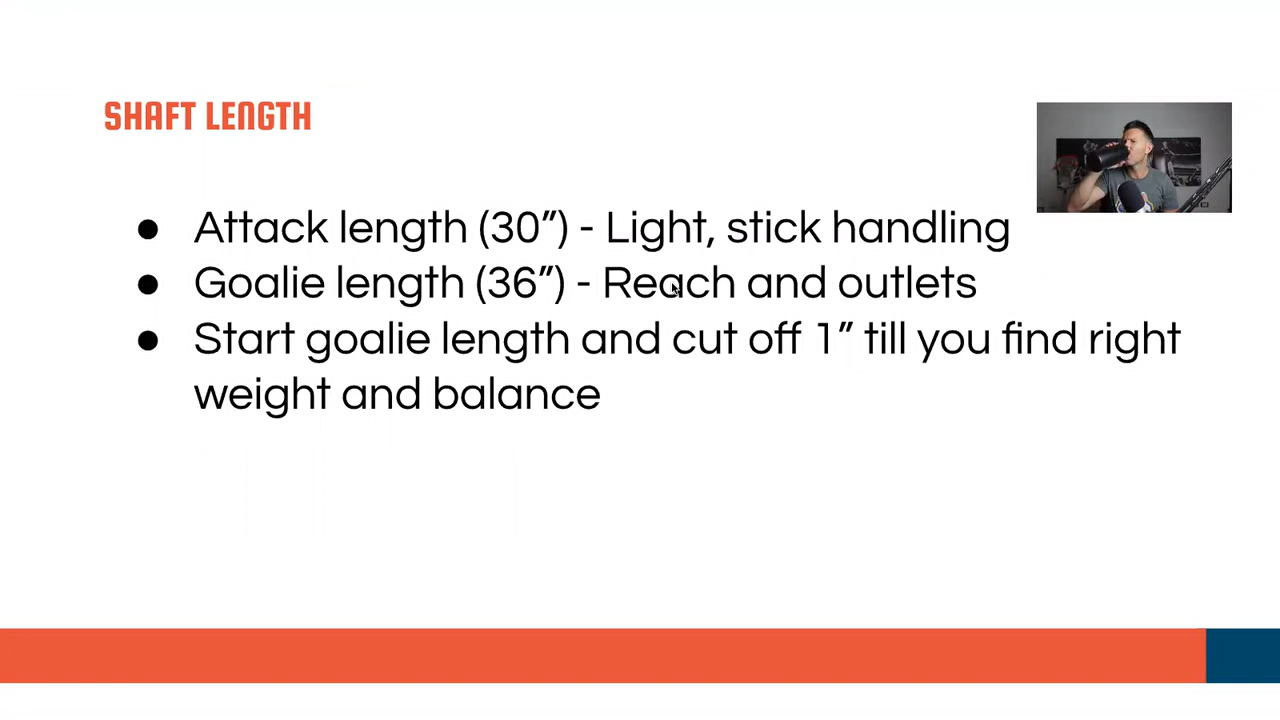 SHAFT LENGTH
● Attack length (30”) - Light, stick handling
● Goalie length (36”) - Reach and outlets
● Start goalie length and cut off 1” till you find right
weight and balance